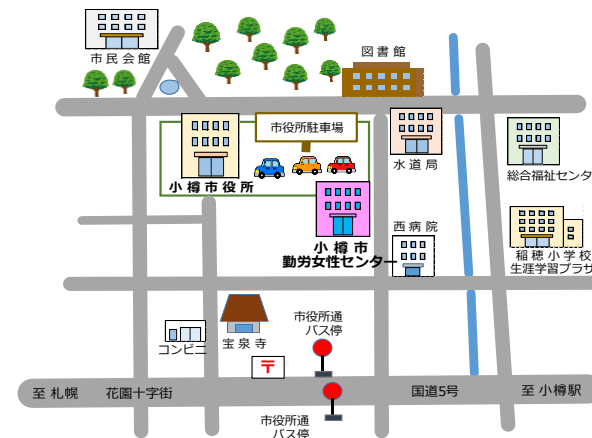 市民会館
図書館
市役所駐車場
水道局
総合福祉センタ
小樽市役所
小樽市
勤労女性センター
西病院
稲穂小学校
生涯学習プラザ
コンビニ
宝泉寺
市役所通
バス停
〒
至 札幌
花園十字街
国道5号
至 小樽駅
市役所通
バス停